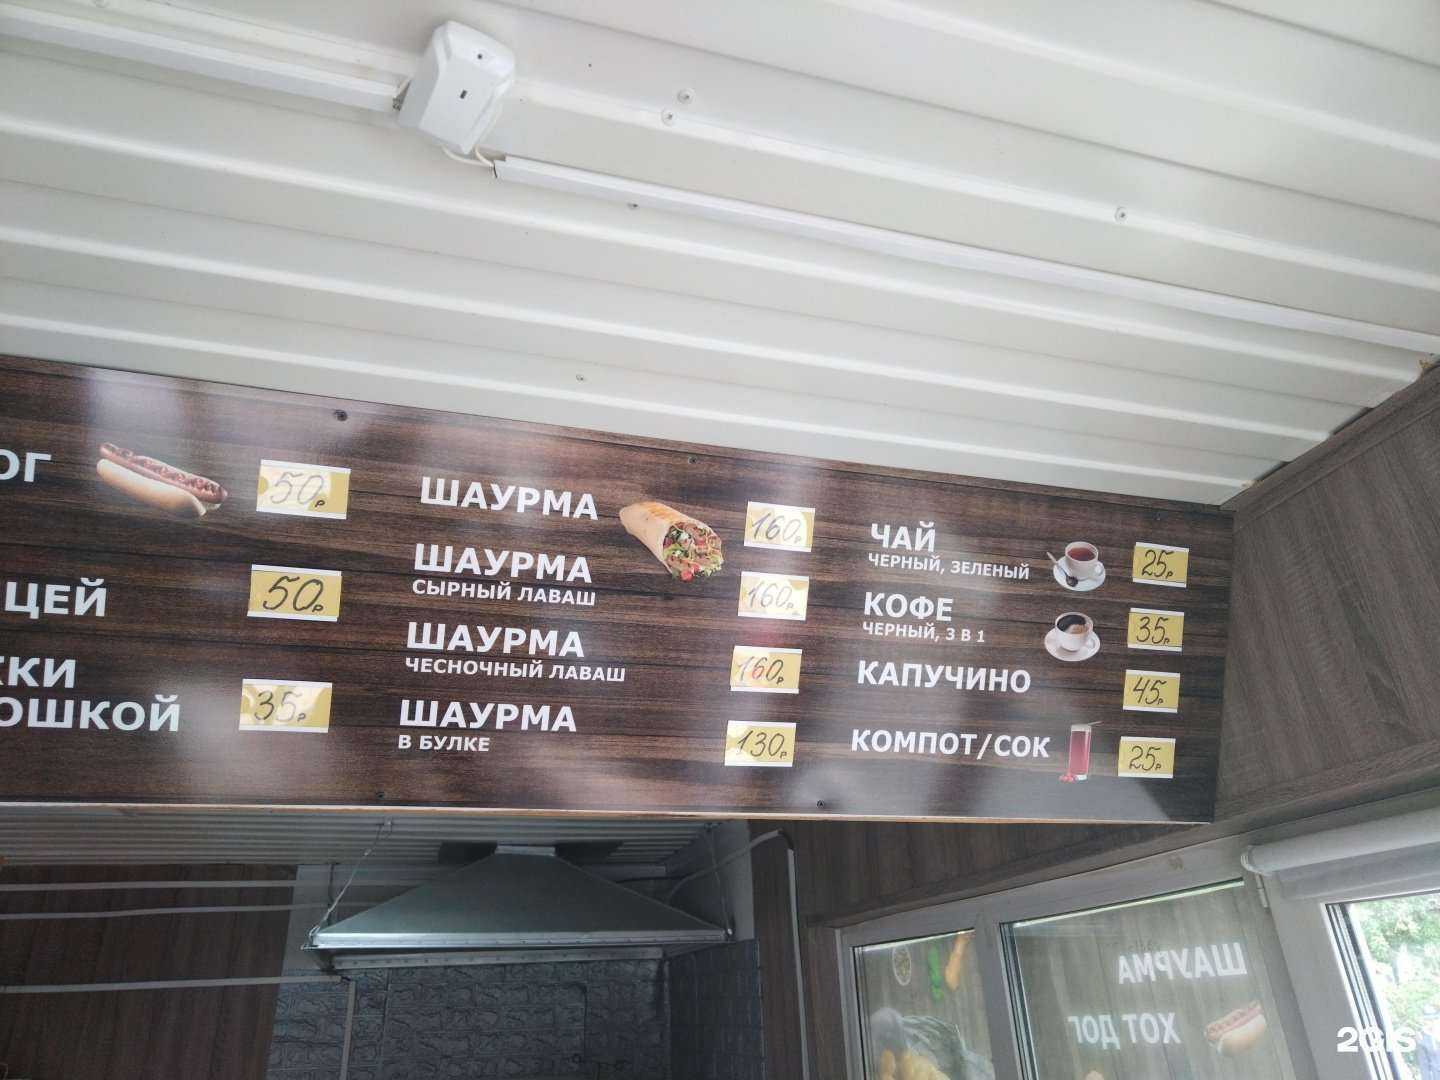 ОГ
50р
ЦЕЙ
50р
КИ
ОШКОЙ
35р
ШАУРМА
160р
ШАУРМА
СЫРНЫЙ ЛАВАШ
160р
ШАУРМА
ЧЕСНОЧНЫЙ ЛАВАШ
160р
ШАУРМА
В БУЛКЕ
130р
ЧАЙ
ЧЕРНЫЙ, ЗЕЛЕНЫЙ
25р
КОФЕ
ЧЕРНЫЙ, 3 В 1
35р
КАПУЧИНО
45р
КОМПОТ/СОК
25р
ШАУРМА
ХОТ ДОГ
2GIS